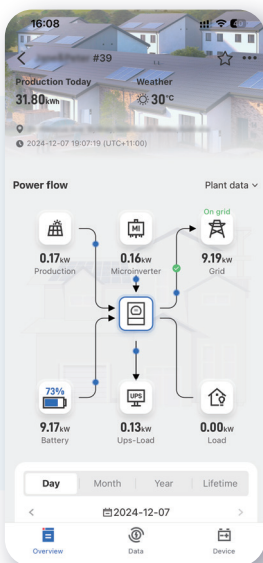 16:08
#39
Production Today
Weather
31.80kWh
30°C
2024-12-07 19:07:19 (UTC+11:00)
Power flow
Plant data
On grid
MI
0.17kW
0.16kW
9.19kW
Production
Microinverter
Grid
73%
UPS
9.17kW
0.13kW
0.00kW
Battery
Ups-Load
Load
Day
Month
Year
Lifetime
2024-12-07
Overview
Data
Device